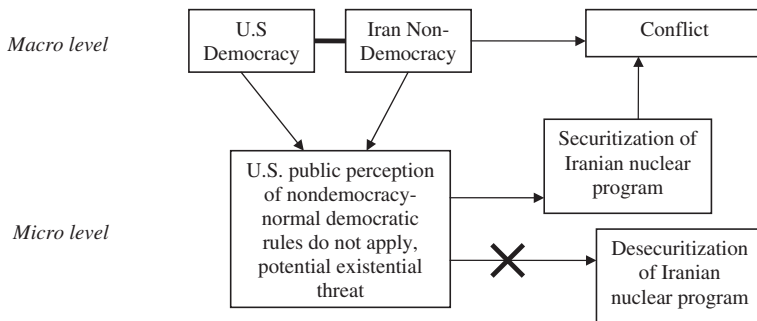 Macro level
U.S
Democracy
Iran Non-
Democracy
Conflict
Micro level
U.S. public perception
of nondemocracy-
normal democratic
rules do not apply,
potential existential
threat
Securitization of
Iranian nuclear
program
Desecuritization
of Iranian
nuclear program